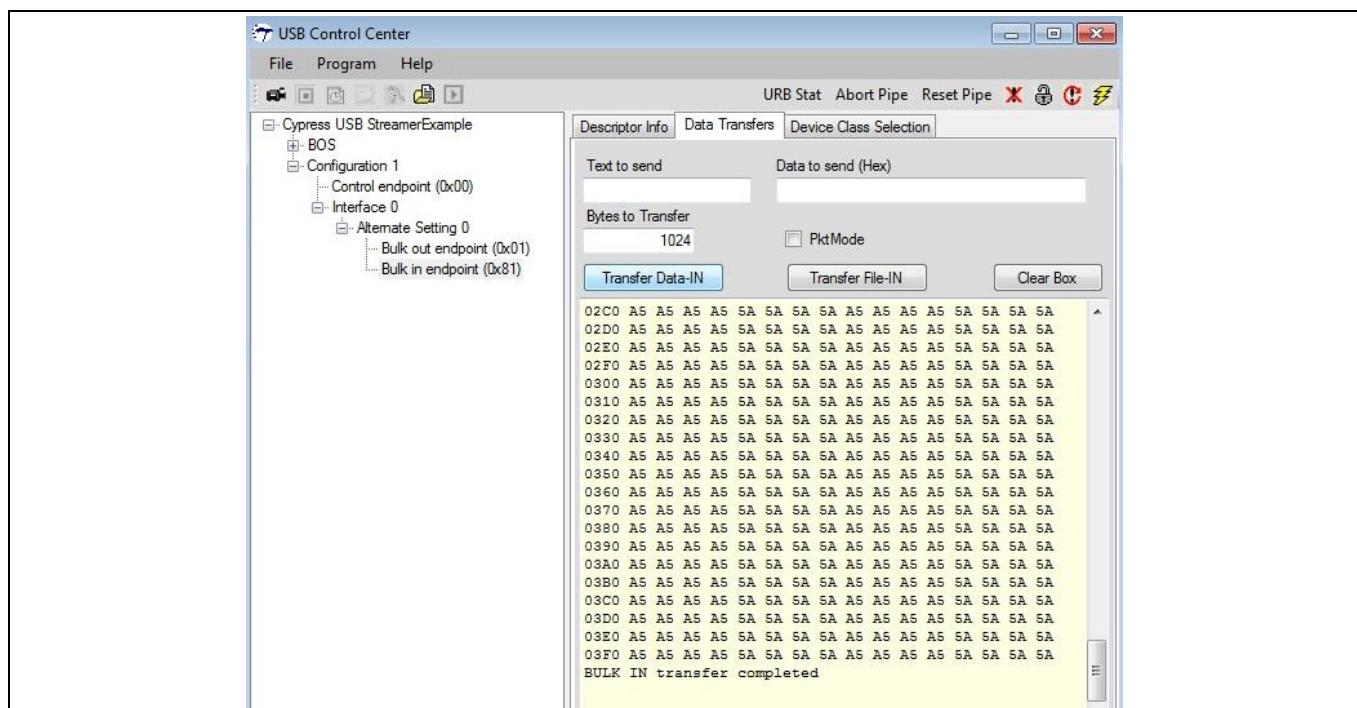 USB Control Center
File Program Help
URB Stat Abort Pipe Reset Pipe
Cypress USB StreamerExample
BOS
Configuration 1
Control endpoint (0x00)
Interface 0
Alternate Setting 0
Bulk out endpoint (0x01)
Bulk in endpoint (0x81)
Descriptor Info Data Transfers Device Class Selection
Text to send Data to send (Hex)
Bytes to Transfer
1024 PktMode
Transfer Data-IN Transfer File-IN Clear Box
02C0 A5 A5 A5 A5 5A 5A 5A 5A A5 A5 A5 A5 5A 5A 5A 5A
02D0 A5 A5 A5 A5 5A 5A 5A 5A A5 A5 A5 A5 5A 5A 5A 5A
02E0 A5 A5 A5 A5 5A 5A 5A 5A A5 A5 A5 A5 5A 5A 5A 5A
02F0 A5 A5 A5 A5 5A 5A 5A 5A A5 A5 A5 A5 5A 5A 5A 5A
0300 A5 A5 A5 A5 5A 5A 5A 5A A5 A5 A5 A5 5A 5A 5A 5A
0310 A5 A5 A5 A5 5A 5A 5A 5A A5 A5 A5 A5 5A 5A 5A 5A
0320 A5 A5 A5 A5 5A 5A 5A 5A A5 A5 A5 A5 5A 5A 5A 5A
0330 A5 A5 A5 A5 5A 5A 5A 5A A5 A5 A5 A5 5A 5A 5A 5A
0340 A5 A5 A5 A5 5A 5A 5A 5A A5 A5 A5 A5 5A 5A 5A 5A
0350 A5 A5 A5 A5 5A 5A 5A 5A A5 A5 A5 A5 5A 5A 5A 5A
0360 A5 A5 A5 A5 5A 5A 5A 5A A5 A5 A5 A5 5A 5A 5A 5A
0370 A5 A5 A5 A5 5A 5A 5A 5A A5 A5 A5 A5 5A 5A 5A 5A
0380 A5 A5 A5 A5 5A 5A 5A 5A A5 A5 A5 A5 5A 5A 5A 5A
0390 A5 A5 A5 A5 5A 5A 5A 5A A5 A5 A5 A5 5A 5A 5A 5A
03A0 A5 A5 A5 A5 5A 5A 5A 5A A5 A5 A5 A5 5A 5A 5A 5A
03B0 A5 A5 A5 A5 5A 5A 5A 5A A5 A5 A5 A5 5A 5A 5A 5A
03C0 A5 A5 A5 A5 5A 5A 5A 5A A5 A5 A5 A5 5A 5A 5A 5A
03D0 A5 A5 A5 A5 5A 5A 5A 5A A5 A5 A5 A5 5A 5A 5A 5A
03E0 A5 A5 A5 A5 5A 5A 5A 5A A5 A5 A5 A5 5A 5A 5A 5A
03F0 A5 A5 A5 A5 5A 5A 5A 5A A5 A5 A5 A5 5A 5A 5A 5A
BULK IN transfer completed